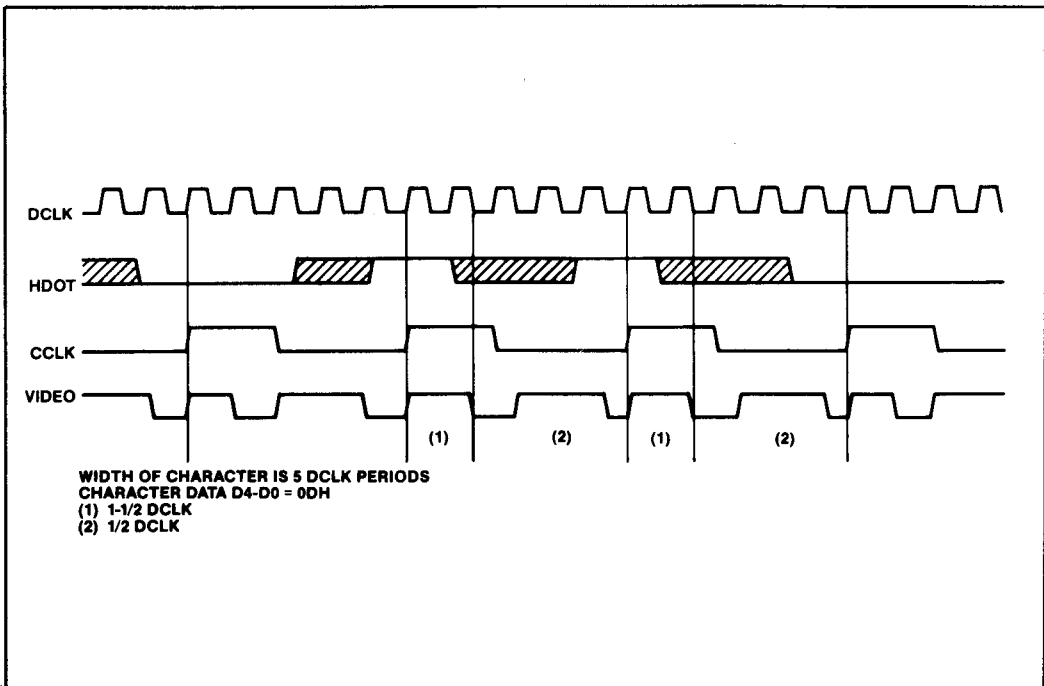 DCLK
HDOT
CCLK
VIDEO
(1) (2) (1) (2)
WIDTH OF CHARACTER IS 5 DCLK PERIODS
CHARACTER DATA D4-D0 = 0DH
(1) 1-1/2 DCLK
(2) 1/2 DCLK